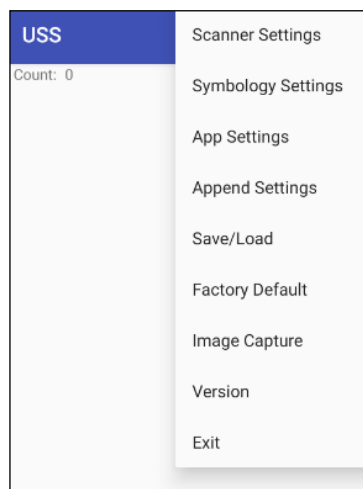 USS
Count: 0
Scanner Settings
Symbology Settings
App Settings
Append Settings
Save/Load
Factory Default
Image Capture
Version
Exit